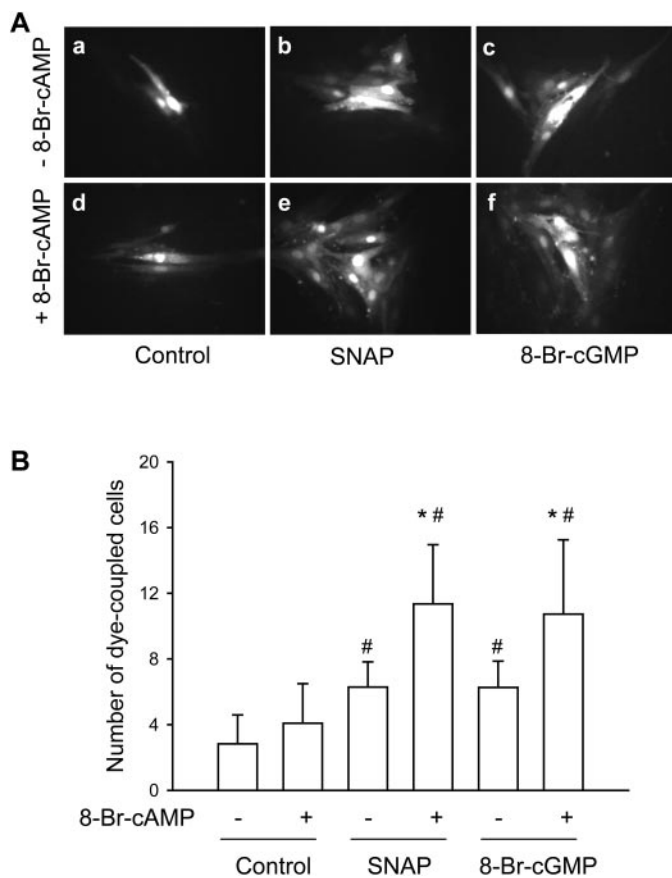 A
a b c
- 8-Br-cAMP
d e f
+ 8-Br-cAMP
Control SNAP 8-Br-cGMP
B
Number of dye-coupled cells
20
16
12
8
4
0
* # * #
# #
8-Br-cAMP - + - + - +
Control SNAP 8-Br-cGMP